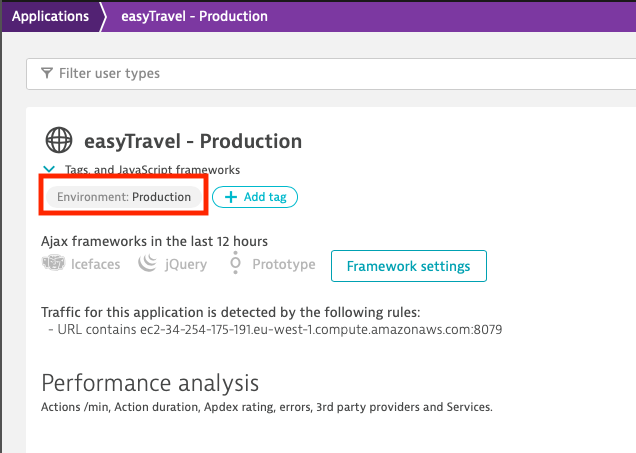 Applications easyTravel - Production
Filter user types
easyTravel - Production
Tags, and JavaScript frameworks
Environment: Production + Add tag
Ajax frameworks in the last 12 hours
Icefaces jQuery Prototype Framework settings
Traffic for this application is detected by the following rules:
- URL contains ec2-34-254-175-191.eu-west-1.compute.amazonaws.com:8079
Performance analysis
Actions /min, Action duration, Apdex rating, errors, 3rd party providers and Services.